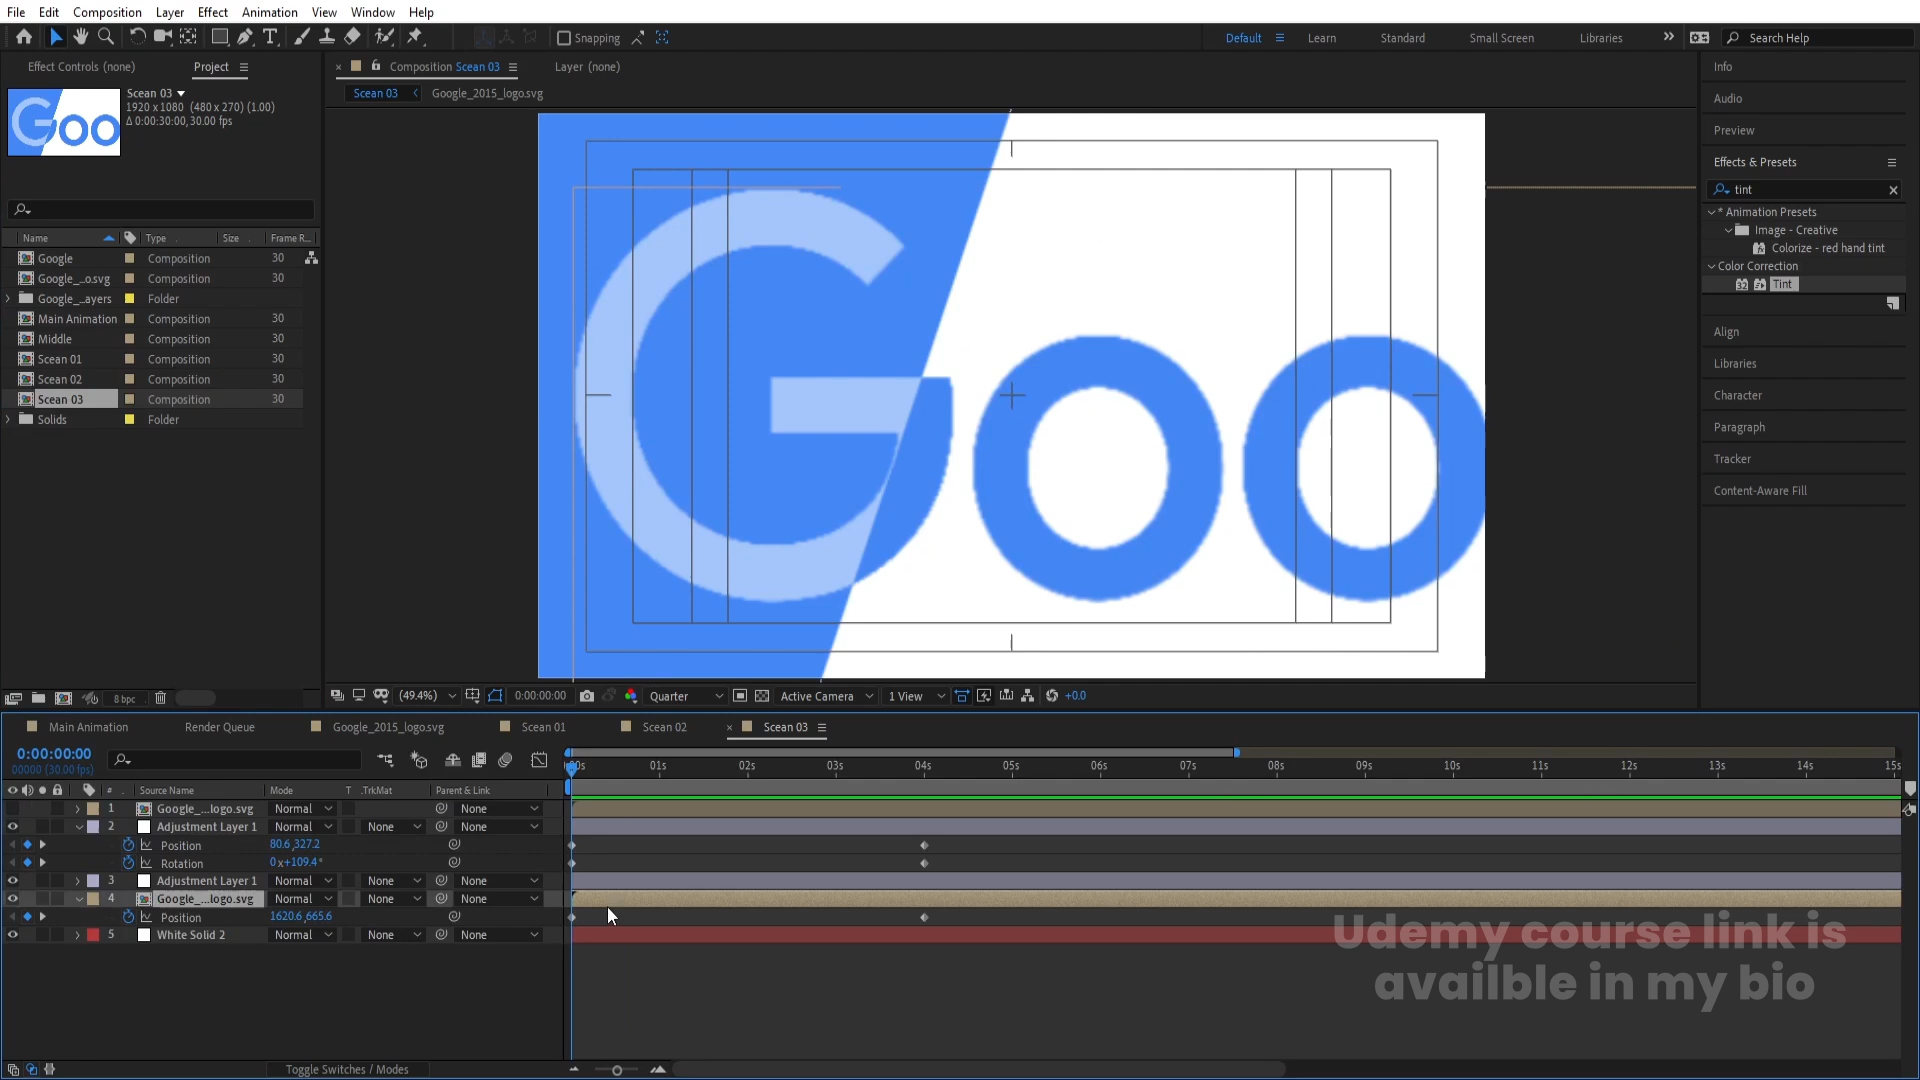 File Edit Composition Layer Effect Animation View Window Help
Snapping
Default Learn Standard Small Screen Libraries Search Help
Effect Controls (none) Project
Composition Scean 03 Layer (none)
Scean 03
1920 x 1080 (480 x 270) (1.00)
Δ 0:00:30:00, 30.00 fps
Scean 03 Google_2015_logo.svg
Goo
Name Type Size Frame R...
Google Composition 30
Google_...o.svg Composition 30
Google_...ayers Folder
Main Animation Composition 30
Middle Composition 30
Scean 01 Composition 30
Scean 02 Composition 30
Scean 03 Composition 30
Solids Folder
8 bpc
Goo
(49.4%) 0:00:00:00 Quarter Active Camera 1 View +0.0
Info
Audio
Preview
Effects & Presets
tint
* Animation Presets
Image - Creative
Colorize - red hand tint
Color Correction
32 Tint
Align
Libraries
Character
Paragraph
Tracker
Content-Aware Fill
Main Animation Render Queue Google_2015_logo.svg Scean 01 Scean 02 Scean 03
0:00:00:00
00000 (30.00 fps)
01s 02s 03s 04s 05s 06s 07s 08s 09s 10s 11s 12s 13s 14s 15s
# Source Name Mode T .TrkMat Parent & Link
1 Google_...logo.svg Normal None
2 Adjustment Layer 1 Normal None None
Position 80.6,327.2
Rotation 0x+109.4°
3 Adjustment Layer 1 Normal None None
4 Google_...logo.svg Normal None None
Position 1620.6,665.6
5 White Solid 2 Normal None None
Toggle Switches / Modes
Udemy course link is
availble in my bio